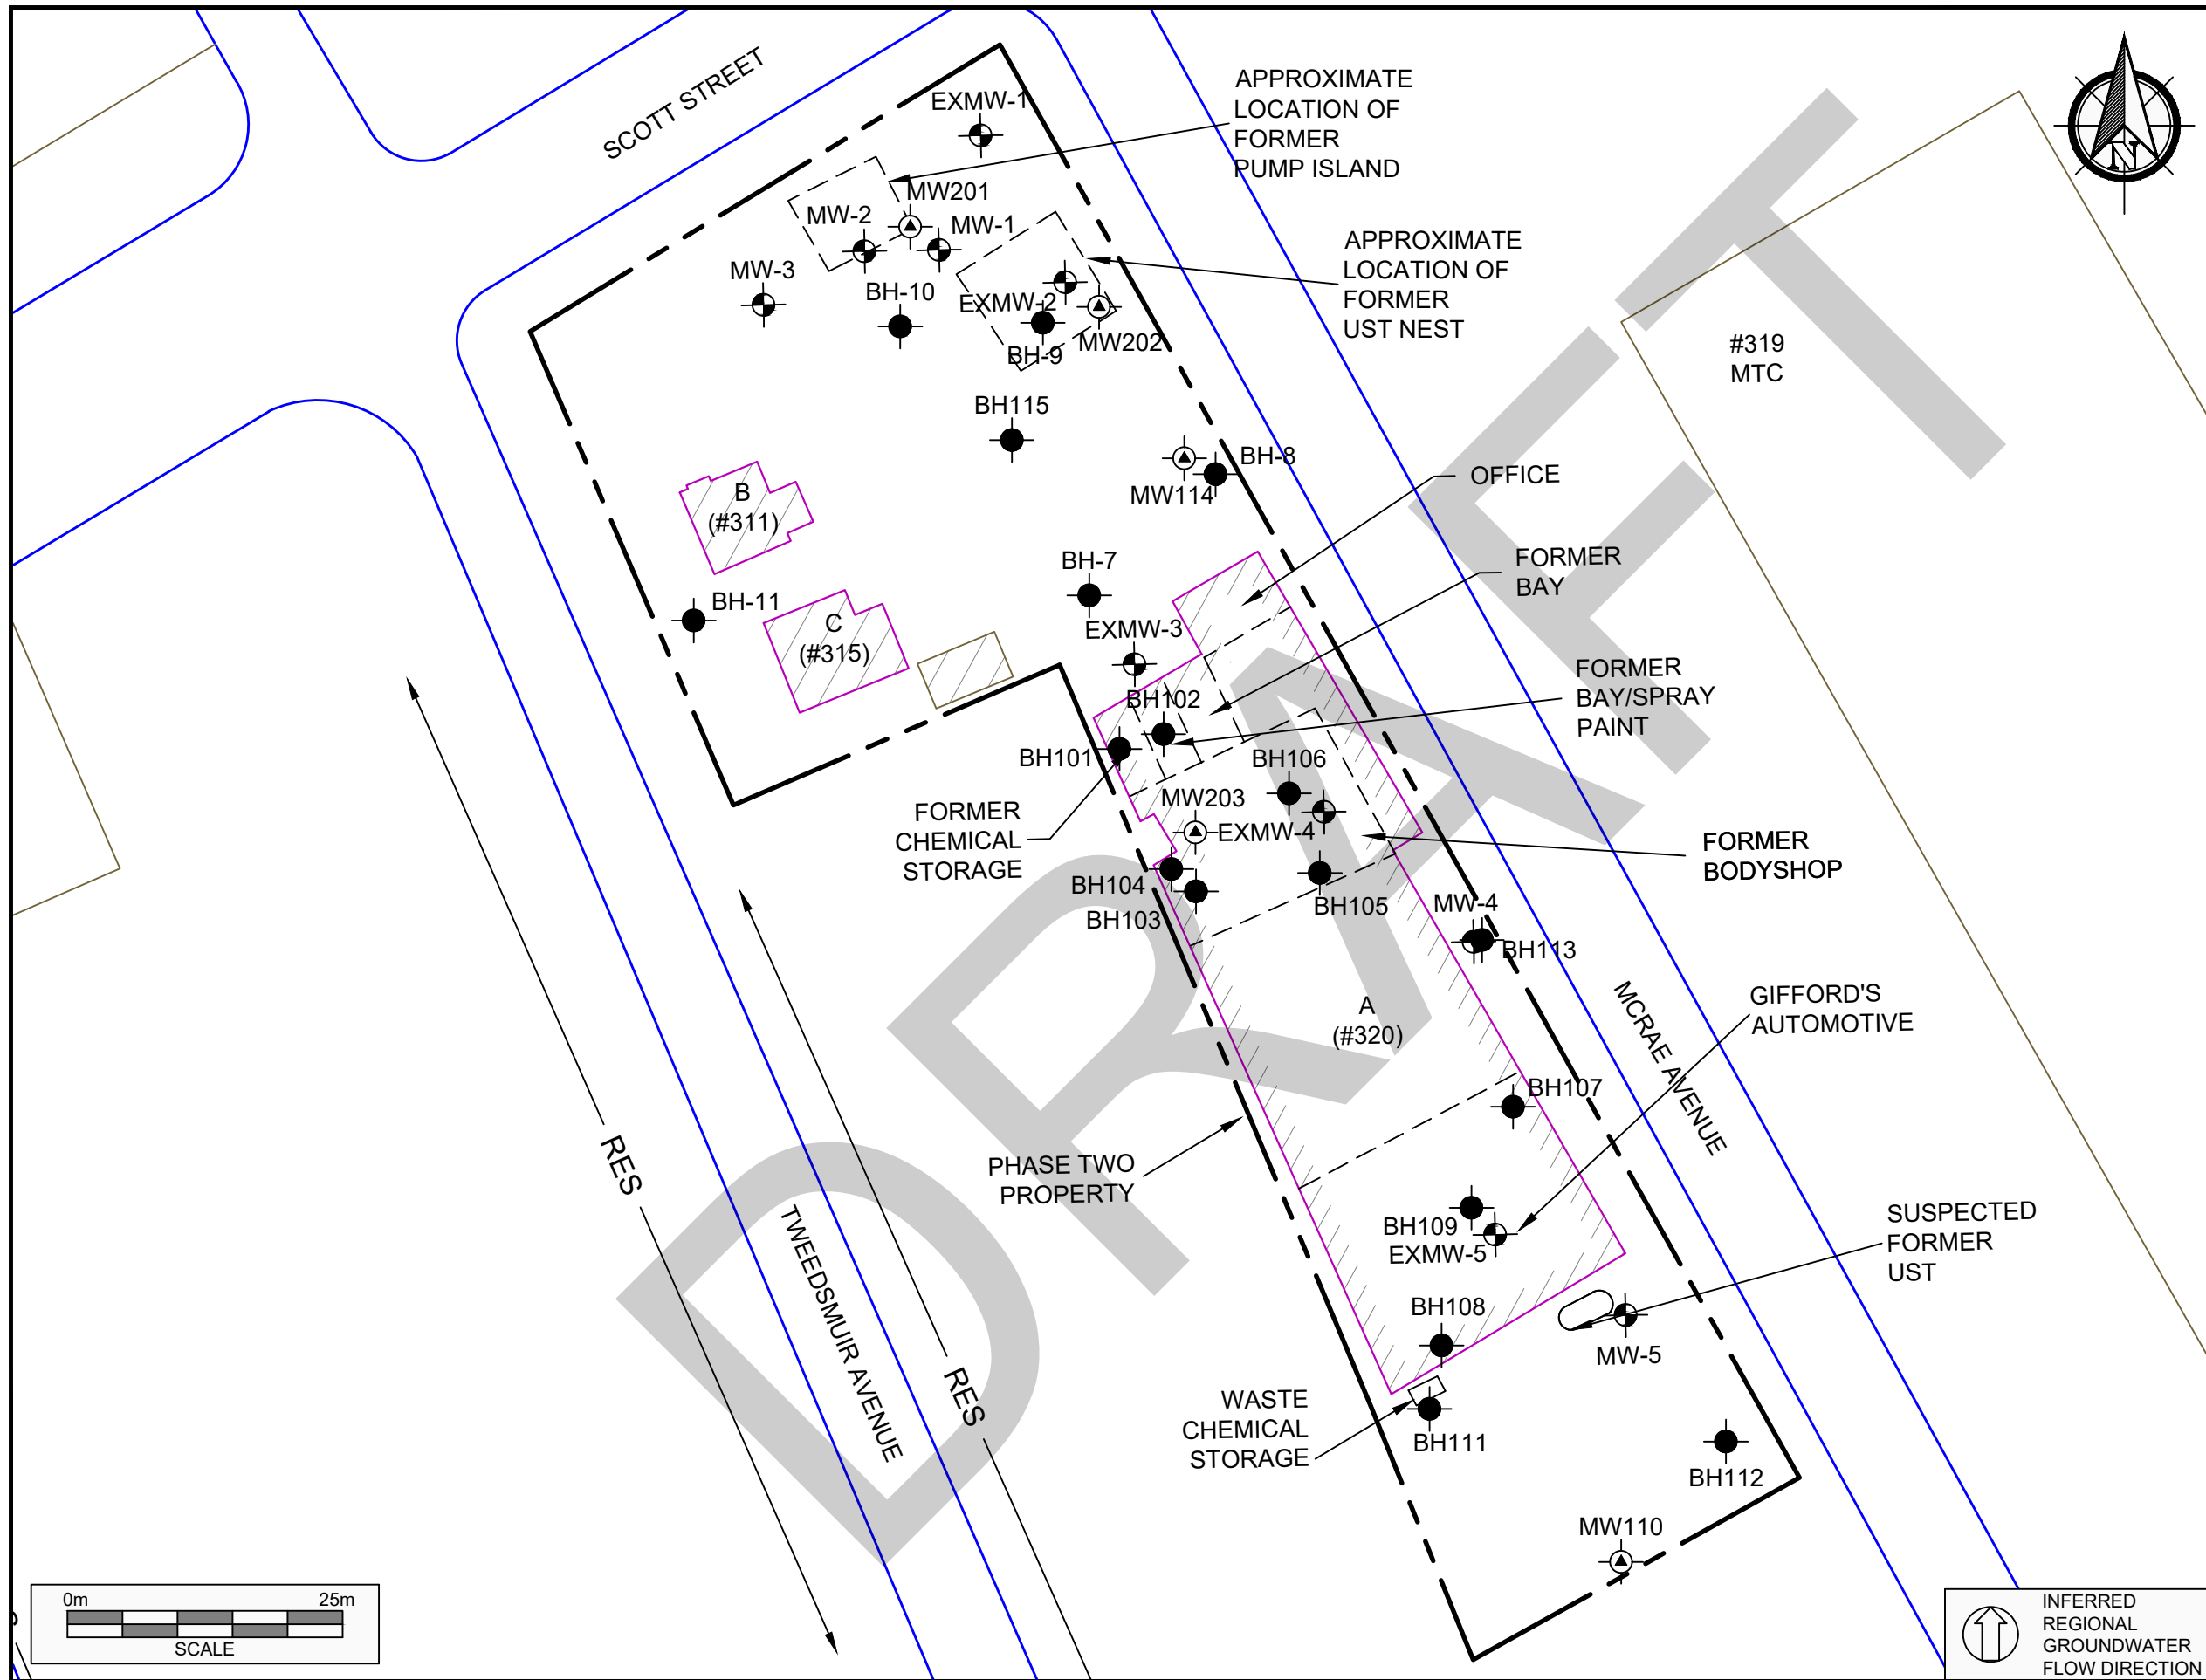 SCOTT STREET
EXMW-1
APPROXIMATE
LOCATION OF
FORMER
PUMP ISLAND
N
MW201
MW-2
MW-1
MW-3
BH-10
EXMW-2
BH-9
MW202
APPROXIMATE
LOCATION OF
FORMER
UST NEST
#319
MTC
BH115
BH-8
MW114
OFFICE
B
(#311)
BH-7
FORMER
BAY
BH-11
C
(#315)
EXMW-3
FORMER
BAY/SPRAY
PAINT
BH102
BH101
BH106
FORMER
CHEMICAL
STORAGE
MW203
EXMW-4
FORMER
BODYSHOP
BH104
BH103
BH105
MW-4
BH113
A
(#320)
MCRAE AVENUE
GIFFORD'S
AUTOMOTIVE
BH107
RES
PHASE TWO
PROPERTY
TWEEDSMUIR AVENUE
BH109
EXMW-5
SUSPECTED
FORMER
UST
BH108
MW-5
RES
WASTE
CHEMICAL
STORAGE
BH111
BH112
MW110
DRAFT
0m 25m
SCALE
INFERRED
REGIONAL
GROUNDWATER
FLOW DIRECTION